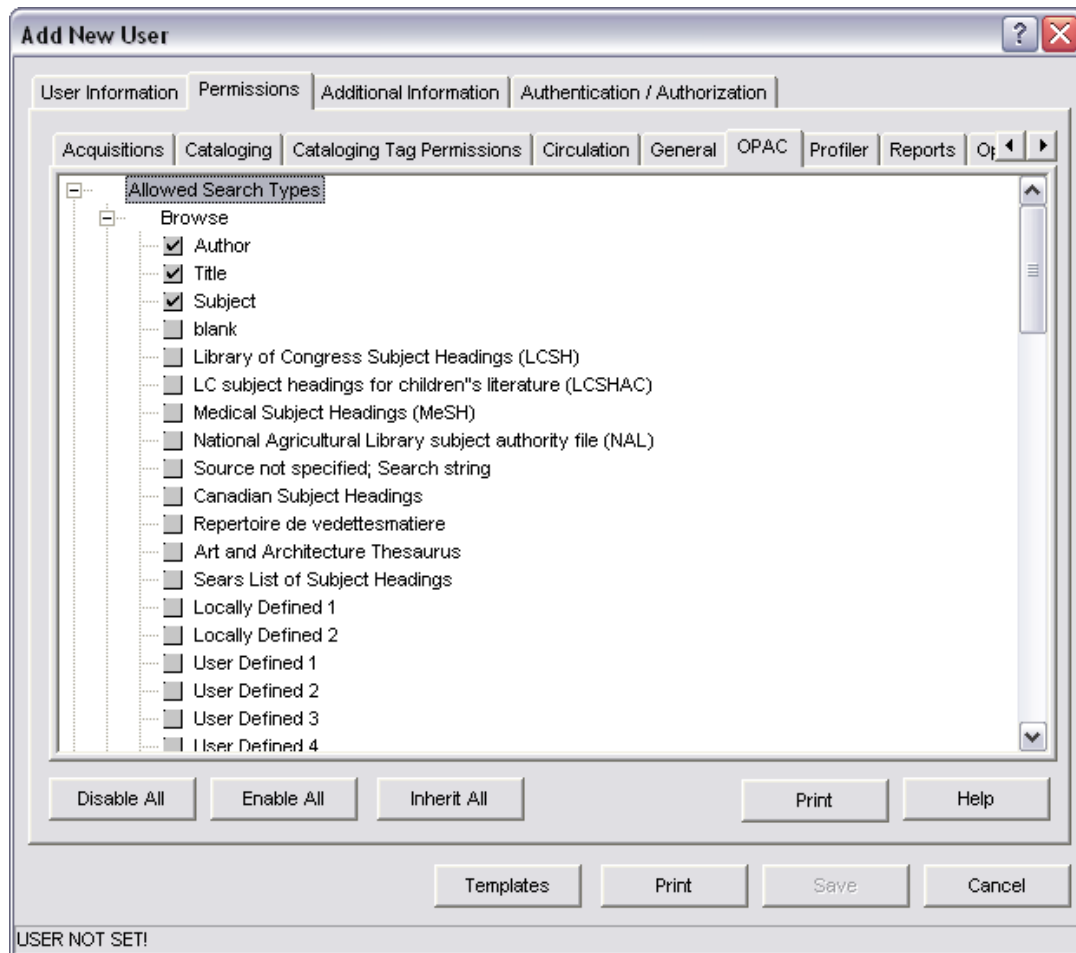 Add New User
User Information Permissions Additional Information Authentication / Authorization
Acquisitions Cataloging Cataloging Tag Permissions Circulation General OPAC Profiler Reports
Allowed Search Types
Browse
Author
Title
Subject
blank
Library of Congress Subject Headings (LCSH)
LC subject headings for children"s literature (LCSHAC)
Medical Subject Headings (MeSH)
National Agricultural Library subject authority file (NAL)
Source not specified; Search string
Canadian Subject Headings
Repertoire de vedettesmatiere
Art and Architecture Thesaurus
Sears List of Subject Headings
Locally Defined 1
Locally Defined 2
User Defined 1
User Defined 2
User Defined 3
User Defined 4
Disable All Enable All Inherit All Print Help
Templates Print Save Cancel
USER NOT SET!